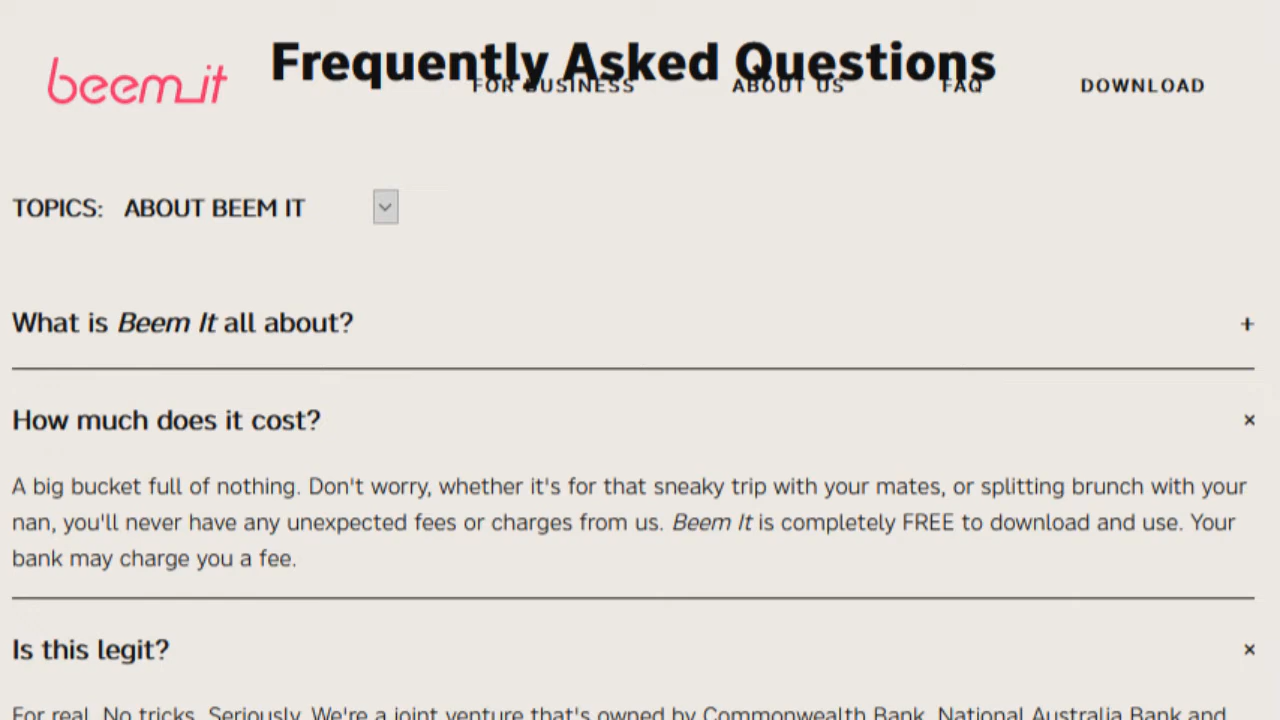 Frequently Asked Questions
beem it
FOR BUSINESS ABOUT US FAQ DOWNLOAD
TOPICS: ABOUT BEEM IT
What is Beem It all about? +
How much does it cost? ×
A big bucket full of nothing. Don't worry, whether it's for that sneaky trip with your mates, or splitting brunch with your
nan, you'll never have any unexpected fees or charges from us. Beem It is completely FREE to download and use. Your
bank may charge you a fee.
Is this legit? ×
For real. No tricks. Seriously. We're a joint venture that's owned by Commonwealth Bank, National Australia Bank and